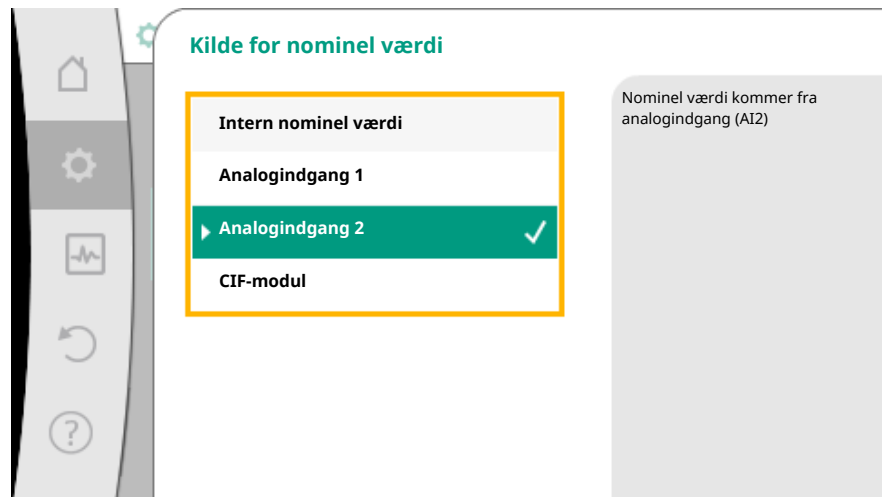 Kilde for nominel værdi
Intern nominel værdi
Analogindgang 1
Analogindgang 2
CIF-modul
Nominel værdi kommer fra
analogindgang (AI2)
?